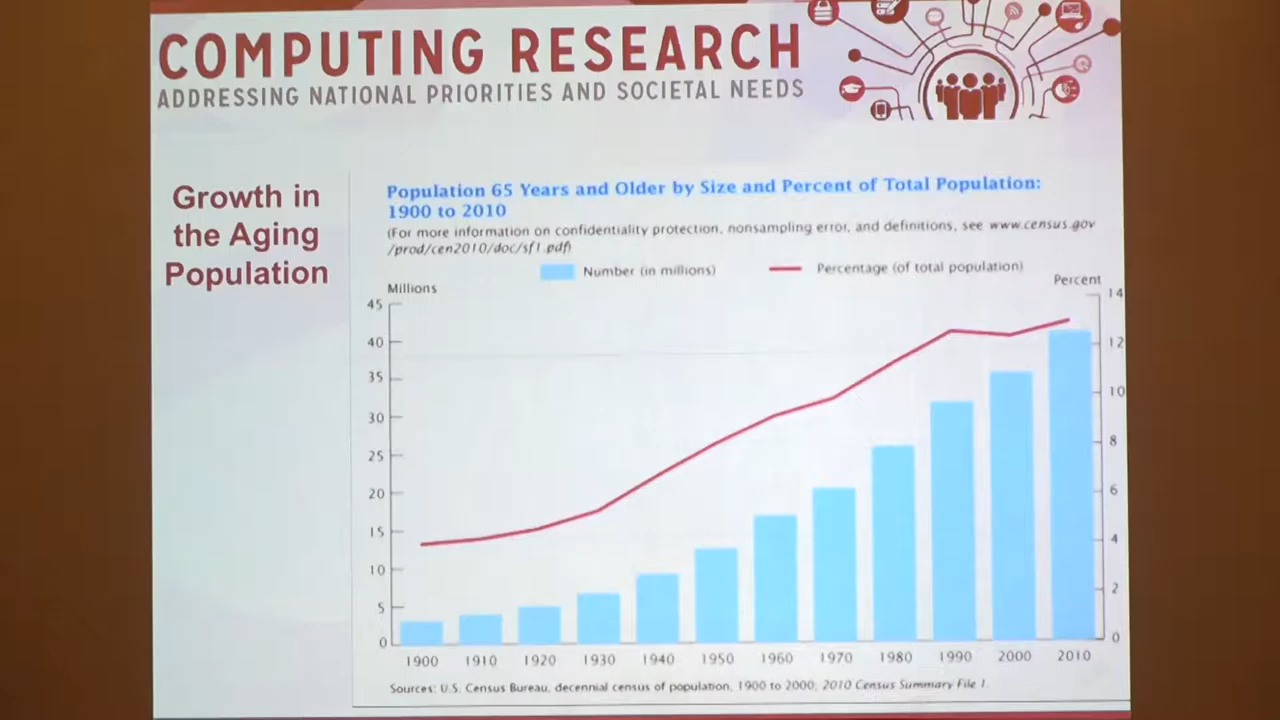 COMPUTING RESEARCH
ADDRESSING NATIONAL PRIORITIES AND SOCIETAL NEEDS
Growth in
the Aging
Population
Population 65 Years and Older by Size and Percent of Total Population:
1900 to 2010
(For more information on confidentiality protection, nonsampling error, and definitions, see www.census.gov
/prod/cen2010/doc/sf1.pdf)
Number (in millions)
Percentage (of total population)
Millions
Percent
45
40
35
30
25
20
15
10
5
0
14
12
10
8
6
4
2
0
1900 1910 1920 1930 1940 1950 1960 1970 1980 1990 2000 2010
Sources: U.S. Census Bureau, decennial census of population, 1900 to 2000; 2010 Census Summary File 1.